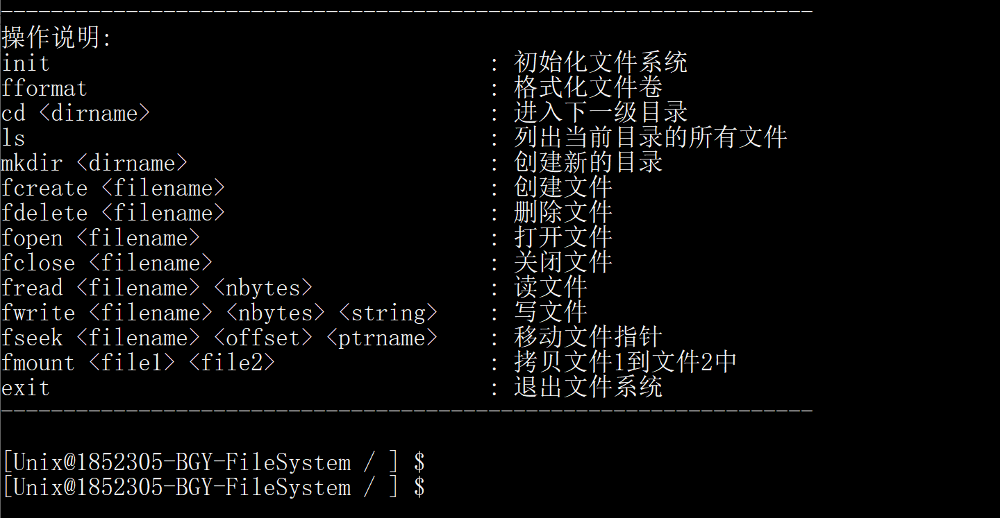 -----------------------------------------------------------------
操作说明:
init                                   : 初始化文件系统
fformat                                : 格式化文件卷
cd <dirname>                           : 进入下一级目录
ls                                     : 列出当前目录的所有文件
mkdir <dirname>                        : 创建新的目录
fcreate <filename>                     : 创建文件
fdelete <filename>                     : 删除文件
fopen <filename>                       : 打开文件
fclose <filename>                      : 关闭文件
fread <filename> <nbytes>              : 读文件
fwrite <filename> <nbytes> <string>    : 写文件
fseek <filename> <offset> <ptrname>    : 移动文件指针
fmount <file1> <file2>                 : 拷贝文件1到文件2中
exit                                   : 退出文件系统
-----------------------------------------------------------------
[Unix@1852305-BGY-FileSystem / ] $
[Unix@1852305-BGY-FileSystem / ] $